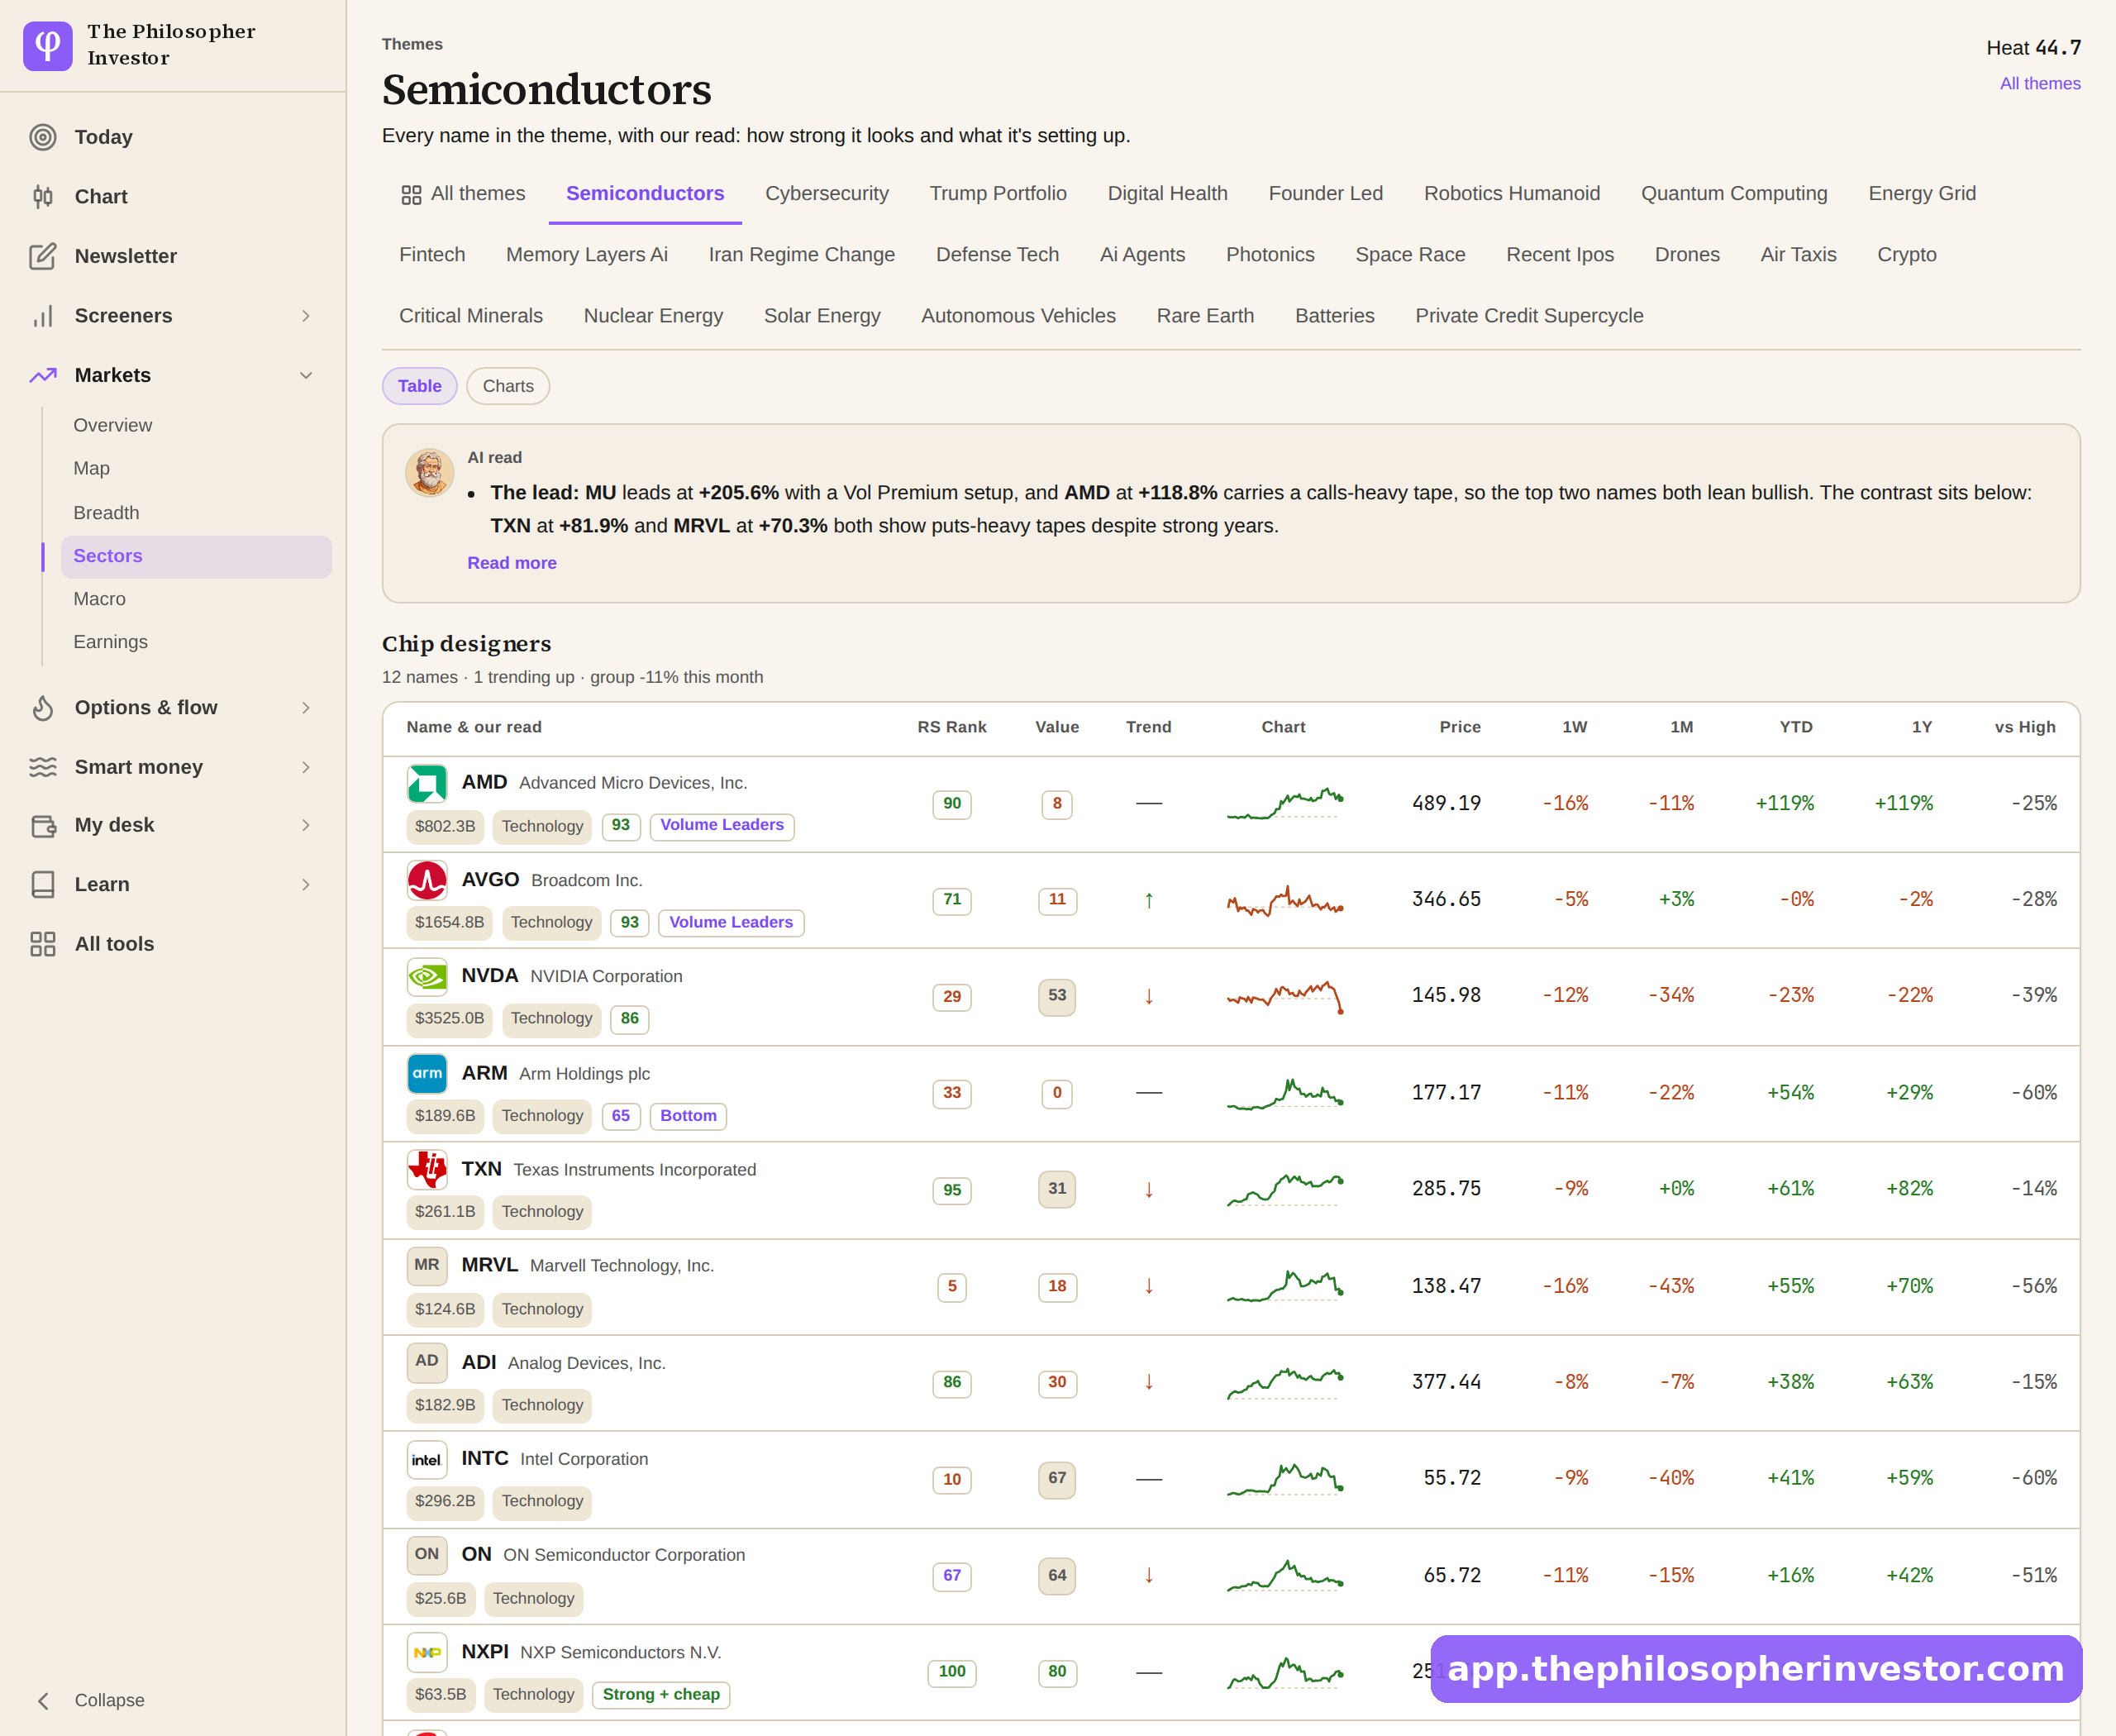 φ
The Philosopher
Investor
Today
Chart
Newsletter
Screeners
Markets
Overview
Map
Breadth
Sectors
Macro
Earnings
Options & flow
Smart money
My desk
Learn
All tools
Collapse
Themes
Heat 44.7
Semiconductors
All themes
Every name in the theme, with our read: how strong it looks and what it's setting up.
All themes Semiconductors Cybersecurity Trump Portfolio Digital Health Founder Led Robotics Humanoid Quantum Computing Energy Grid
Fintech Memory Layers Ai Iran Regime Change Defense Tech Ai Agents Photonics Space Race Recent Ipos Drones Air Taxis Crypto
Critical Minerals Nuclear Energy Solar Energy Autonomous Vehicles Rare Earth Batteries Private Credit Supercycle
Table Charts
AI read
• The lead: MU leads at +205.6% with a Vol Premium setup, and AMD at +118.8% carries a calls-heavy tape, so the top two names both lean bullish. The contrast sits below:
TXN at +81.9% and MRVL at +70.3% both show puts-heavy tapes despite strong years.
Read more
Chip designers
12 names · 1 trending up · group -11% this month
Name & our read RS Rank Value Trend Chart Price 1W 1M YTD 1Y vs High
AMD Advanced Micro Devices, Inc.
90 8 — 489.19 -16% -11% +119% +119% -25%
$802.3B Technology 93 Volume Leaders
AVGO Broadcom Inc.
71 11 ↑ 346.65 -5% +3% -0% -2% -28%
$1654.8B Technology 93 Volume Leaders
NVDA NVIDIA Corporation
29 53 ↓ 145.98 -12% -34% -23% -22% -39%
$3525.0B Technology 86
arm ARM Arm Holdings plc
33 0 — 177.17 -11% -22% +54% +29% -60%
$189.6B Technology 65 Bottom
TXN Texas Instruments Incorporated
95 31 ↓ 285.75 -9% +0% +61% +82% -14%
$261.1B Technology
MR MRVL Marvell Technology, Inc.
5 18 ↓ 138.47 -16% -43% +55% +70% -56%
$124.6B Technology
AD ADI Analog Devices, Inc.
86 30 ↓ 377.44 -8% -7% +38% +63% -15%
$182.9B Technology
intel INTC Intel Corporation
10 67 — 55.72 -9% -40% +41% +59% -60%
$296.2B Technology
ON ON ON Semiconductor Corporation
67 64 ↓ 65.72 -11% -15% +16% +42% -51%
$25.6B Technology
NXP NXPI NXP Semiconductors N.V.
100 80 —
$63.5B Technology Strong + cheap
app.thephilosopherinvestor.com